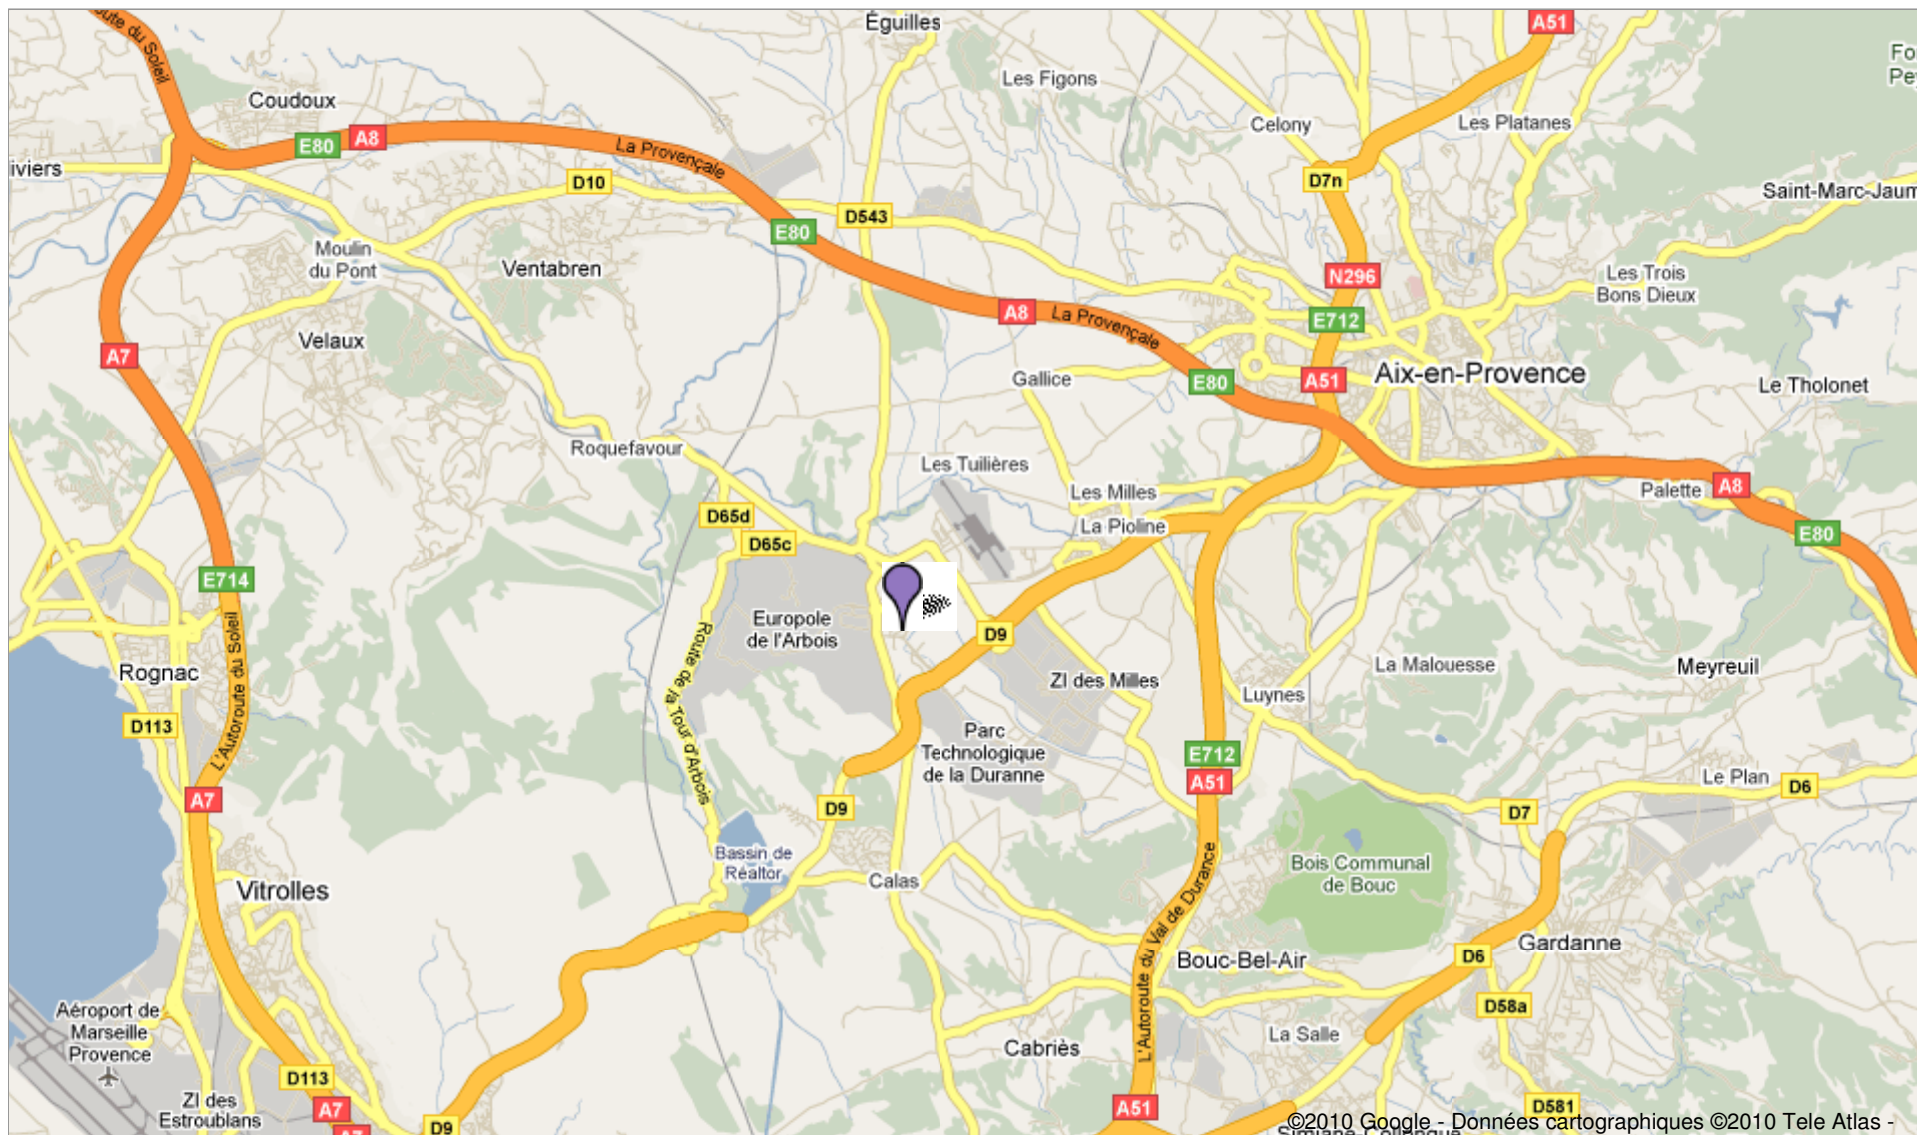 Éguilles
A51
Route du Soleil
Les Figons
Coudoux
Celony
Les Platanes
E80
A8
La Provençale
iviers
D10
D7n
Saint-Marc-Jaum
D543
E80
Moulin
du Pont
Ventabren
N296
Les Trois
Bons Dieux
A8
La Provençale
E712
Velaux
A7
Gallice
E80
A51
Aix-en-Provence
Le Tholonet
Roquefavour
Les Tuilières
Les Milles
Palette
A8
D65d
La Pioline
E80
D65c
E714
Europole
de l'Arbois
D9
L'Autoroute du Soleil
Route de la Tour d'Arbois
Rognac
ZI des Milles
La Malouesse
Meyreuil
Luynes
D113
Parc
Technologique
de la Duranne
E712
A51
Le Plan
D6
A7
D9
D7
Bassin de
Réaltor
Bois Communal
de Bouc
Calas
Vitrolles
L'Autoroute du Val de Durance
Gardanne
Bouc-Bel-Air
D6
D58a
Aéroport de
Marseille
Provence
La Salle
Cabriès
D113
ZI des
Estroublans
A7
A7
D9
A51
D581
©2010 Google - Données cartographiques ©2010 Tele Atlas -
Simiane-Collongue